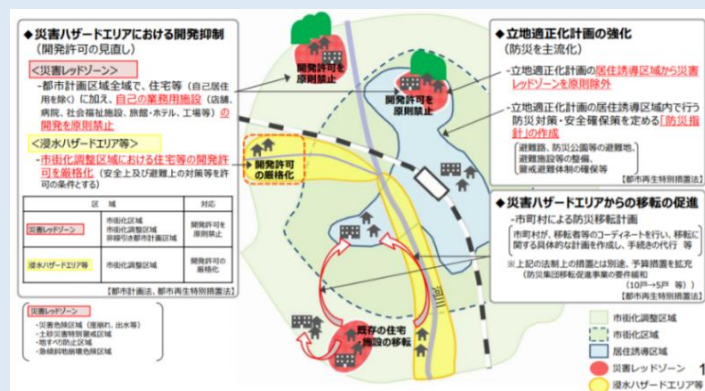 ◆災害ハザードエリアにおける開発抑制
(開発許可の見直し)
<災害レッドゾーン>
-都市計画区域全域で、住宅等(自己居住
用を除く)に加え、自己の業務用施設(店舗、
病院、社会福祉施設、旅館・ホテル、工場等)の
開発を原則禁止
<浸水ハザードエリア等>
-市街化調整区域における住宅等の開発許
可を厳格化(安全上及び避難上の対策等を許
可の条件とする)
区 域
対応
災害レッドゾーン
市街化区域
市街化調整区域
非線引き都市計画区域
開発許可を
原則禁止
浸水ハザードエリア等
市街化調整区域
開発許可の
厳格化
【都市計画法、都市再生特別措置法】
災害レッドゾーン
・災害危険区域(崖崩れ、出水等)
・土砂災害特別警戒区域
・地すべり防止区域
・急傾斜地崩壊危険区域
開発許可を
原則禁止
開発許可を
原則禁止
開発許可
の厳格化
河川
既存の住宅
・施設の移転
◆立地適正化計画の強化
(防災を主流化)
-立地適正化計画の居住誘導区域から災害
レッドゾーンを原則除外
-立地適正化計画の居住誘導区域内で行う
防災対策・安全確保策を定める「防災指
針」の作成
避難路、防災公園等の避難地、
避難施設等の整備、
警戒避難体制の確保等
【都市再生特別措置法】
◆災害ハザードエリアからの移転の促進
-市町村による防災移転計画
市町村が、移転者等のコーディネートを行い、移転に
関する具体的な計画を作成し、手続きの代行 等
※上記の法制上の措置とは別途、予算措置を拡充
(防災集団移転促進事業の要件緩和
(10戸→5戸 等))
【都市再生特別措置法】
市街化調整区域
市街化区域
居住誘導区域
災害レッドゾーン
浸水ハザードエリア等
1